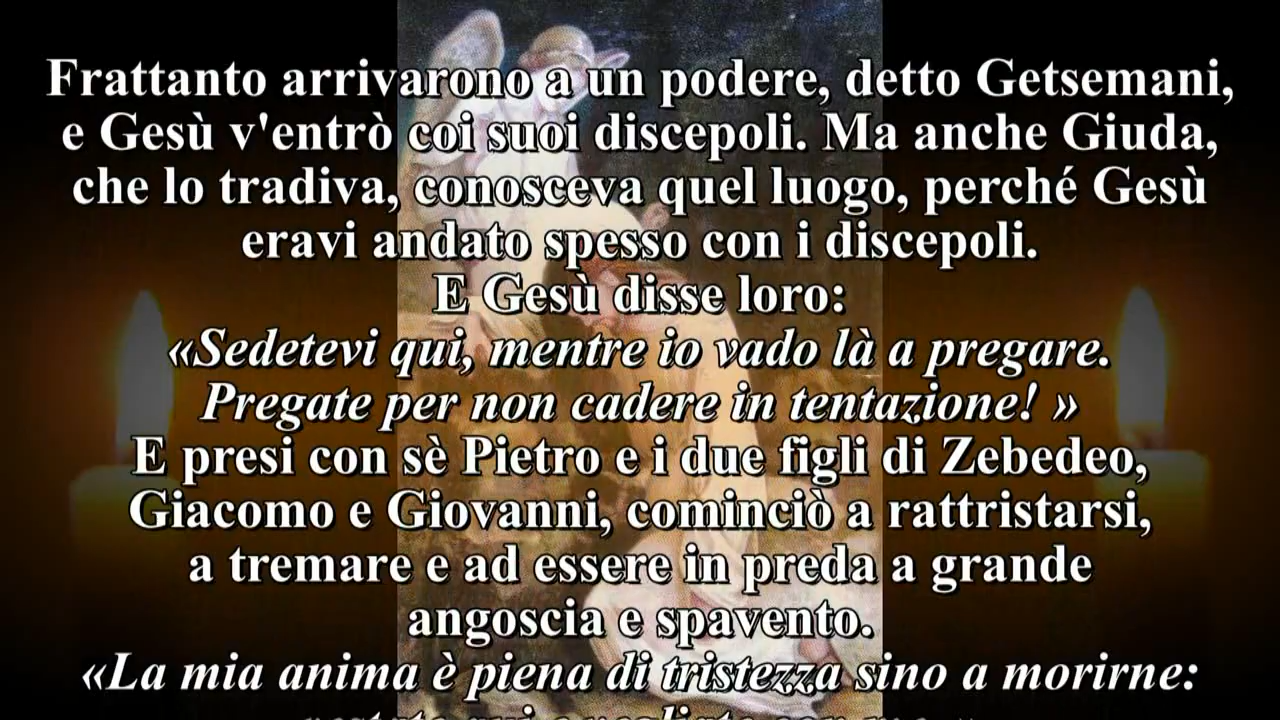 Frattanto arrivarono a un podere, detto Getsemani,
e Gesù v'entrò coi suoi discepoli. Ma anche Giuda,
che lo tradiva, conosceva quel luogo, perché Gesù
eravi andato spesso con i discepoli.
E Gesù disse loro:
«Sedetevi qui, mentre io vado là a pregare.
Pregate per non cadere in tentazione! »
E presi con sè Pietro e i due figli di Zebedeo,
Giacomo e Giovanni, cominciò a rattristarsi,
a tremare e ad essere in preda a grande
angoscia e spavento.
«La mia anima è piena di tristezza sino a morirne: